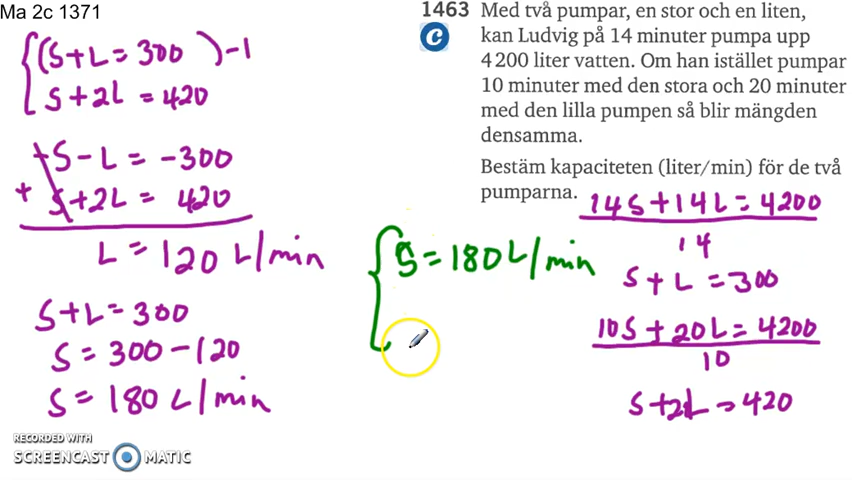 Ma 2c 1371
(S+L=300)-1
S+2L=420
-S-L=-300
+ S+2L=420
L=120 L/min
S+L=300
S=300-120
S=180 L/min
RECORDED WITH
SCREENCAST MATIC
1463 Med två pumpar, en stor och en liten,
C kan Ludvig på 14 minuter pumpa upp
4 200 liter vatten. Om han istället pumpar
10 minuter med den stora och 20 minuter
med den lilla pumpen så blir mängden
densamma.
Bestäm kapaciteten (liter/min) för de två
pumparna.
14S+14L=4200
14
S+L=300
10S+20L=4200
10
S+2L=420
S=180L/min